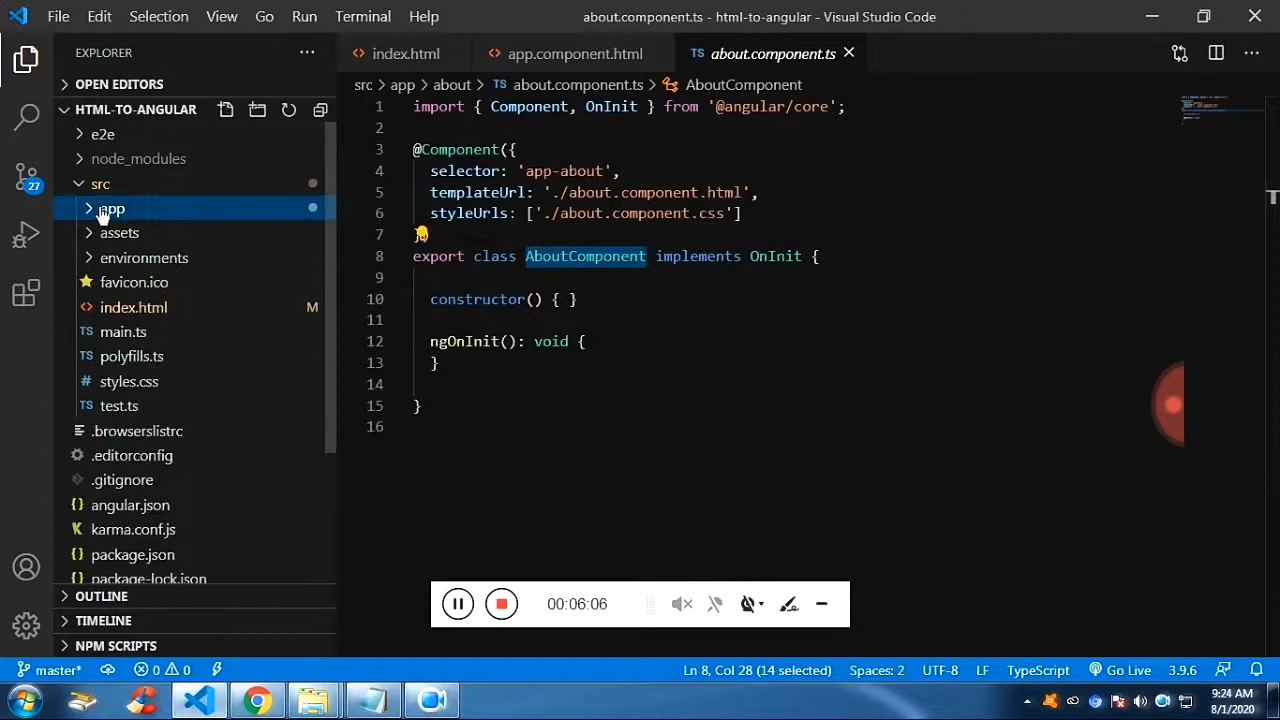 File Edit Selection View Go Run Terminal Help about.component.ts - html-to-angular - Visual Studio Code
EXPLORER
OPEN EDITORS
HTML-TO-ANGULAR
e2e
node_modules
src
app
assets
environments
favicon.ico
index.html M
main.ts
polyfills.ts
# styles.css
TS test.ts
.browserslistrc
.editorconfig
.gitignore
{} angular.json
karma.conf.js
{} package.json
{} package-lock.json
OUTLINE
TIMELINE
NPM SCRIPTS
27
index.html app.component.html TS about.component.ts
src > app > about > TS about.component.ts > AboutComponent
1 import { Component, OnInit } from '@angular/core';
2
3 @Component({
4 selector: 'app-about',
5 templateUrl: './about.component.html',
6 styleUrls: ['./about.component.css']
7
8 export class AboutComponent implements OnInit {
9
10 constructor() { }
11
12 ngOnInit(): void {
13 }
14
15 }
16
00:06:06
master* 0 0 Ln 8, Col 28 (14 selected) Spaces: 2 UTF-8 LF TypeScript Go Live 3.9.6
9:24 AM
8/1/2020